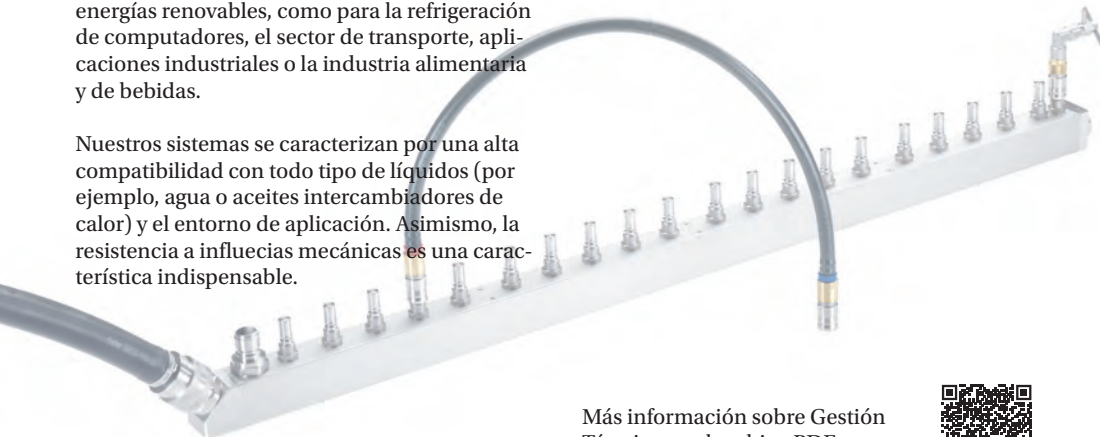 energías renovables, como para la refrigeración
de computadores, el sector de transporte, apli-
caciones industriales o la industria alimentaria
y de bebidas.
Nuestros sistemas se caracterizan por una alta
compatibilidad con todo tipo de líquidos (por
ejemplo, agua o aceites intercambiadores de
calor) y el entorno de aplicación. Asimismo, la
resistencia a influecias mecánicas es una carac-
terística indispensable.
Más información sobre Gestión